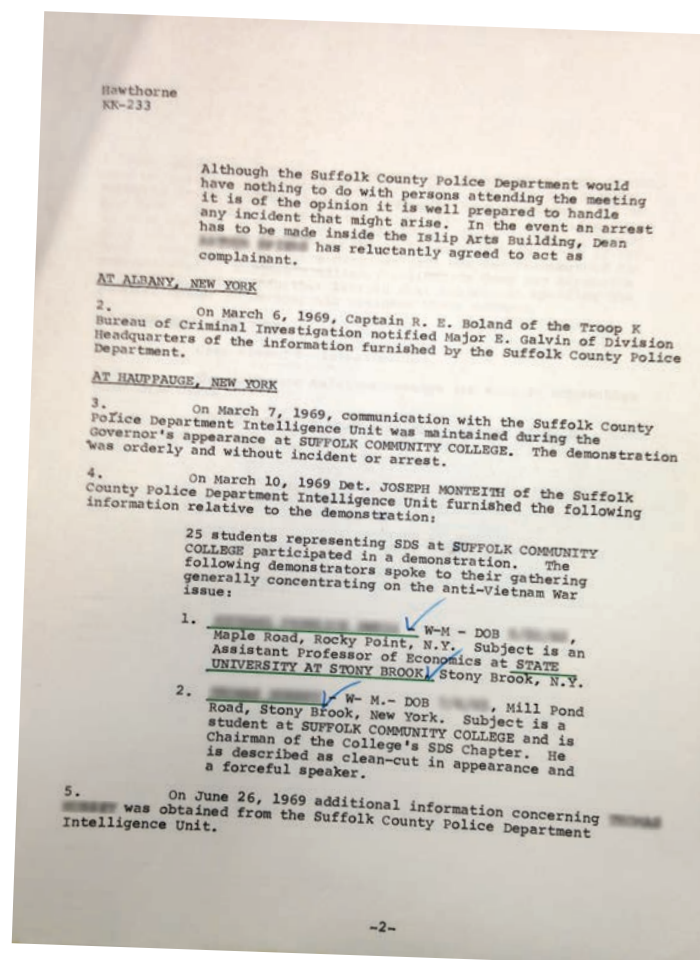 Hawthorne
KK-233
Although the Suffolk County Police Department would
have nothing to do with persons attending the meeting
it is of the opinion it is well prepared to handle
any incident that might arise.  In the event an arrest
has to be made inside the Islip Arts Building, Dean
has reluctantly agreed to act as
complainant.
AT ALBANY, NEW YORK
2. On March 6, 1969, Captain R. E. Boland of the Troop K
Bureau of Criminal Investigation notified Major E. Galvin of Division
Headquarters of the information furnished by the Suffolk County Police
Department.
AT HAUPPAUGE, NEW YORK
3. On March 7, 1969, communication with the Suffolk County
Police Department Intelligence Unit was maintained during the
Governor's appearance at SUFFOLK COMMUNITY COLLEGE.  The demonstration
was orderly and without incident or arrest.
4. On March 10, 1969 Det. JOSEPH MONTEITH of the Suffolk
County Police Department Intelligence Unit furnished the following
information relative to the demonstration:
25 students representing SDS at SUFFOLK COMMUNITY
COLLEGE participated in a demonstration.  The
following demonstrators spoke to their gathering
generally concentrating on the anti-Vietnam War
issue:
1. - W-M - DOB ,
Maple Road, Rocky Point, N.Y.  Subject is an
Assistant Professor of Economics at STATE
UNIVERSITY AT STONY BROOK, Stony Brook, N.Y.
2. - W- M.- DOB , Mill Pond
Road, Stony Brook, New York.  Subject is a
student at SUFFOLK COMMUNITY COLLEGE and is
Chairman of the College's SDS Chapter.  He
is described as clean-cut in appearance and
a forceful speaker.
5. On June 26, 1969 additional information concerning
was obtained from the Suffolk County Police Department
Intelligence Unit.
-2-